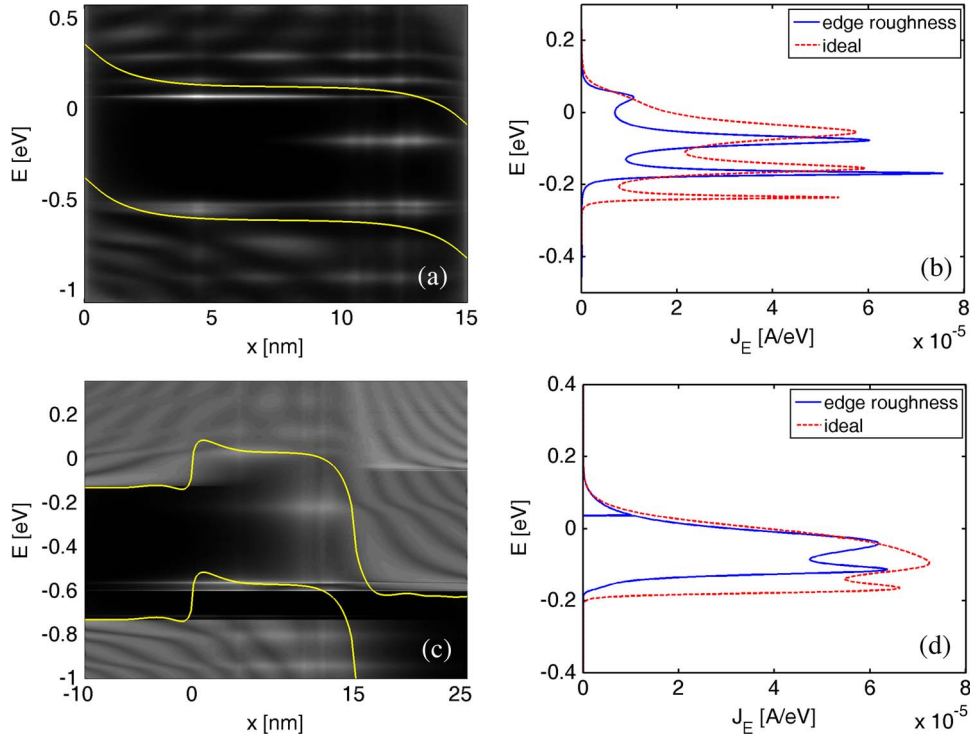 0.5
0
-0.5
-1
E [eV]
0
5
10
15
x [nm]
(a)
0.2
0
-0.2
-0.4
E [eV]
edge roughness
ideal
0
2
4
6
8
x 10^-5
J_E [A/eV]
(b)
0.2
0
-0.2
-0.4
-0.6
-0.8
-1
E [eV]
-10
0
15
25
x [nm]
(c)
0.4
0.2
0
-0.2
0.4
E [eV]
edge roughness
ideal
0
2
4
6
8
x 10^-5
J_E [A/eV]
(d)